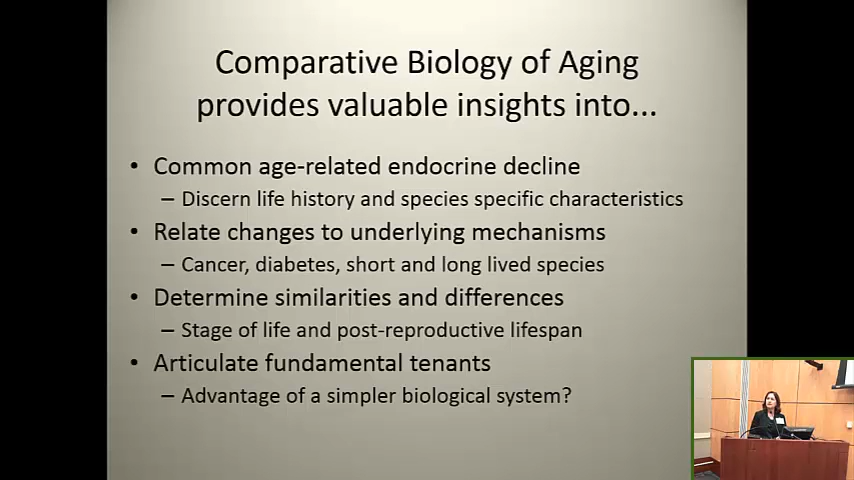 Comparative Biology of Aging
provides valuable insights into...
• Common age-related endocrine decline
– Discern life history and species specific characteristics
• Relate changes to underlying mechanisms
– Cancer, diabetes, short and long lived species
• Determine similarities and differences
– Stage of life and post-reproductive lifespan
• Articulate fundamental tenants
– Advantage of a simpler biological system?